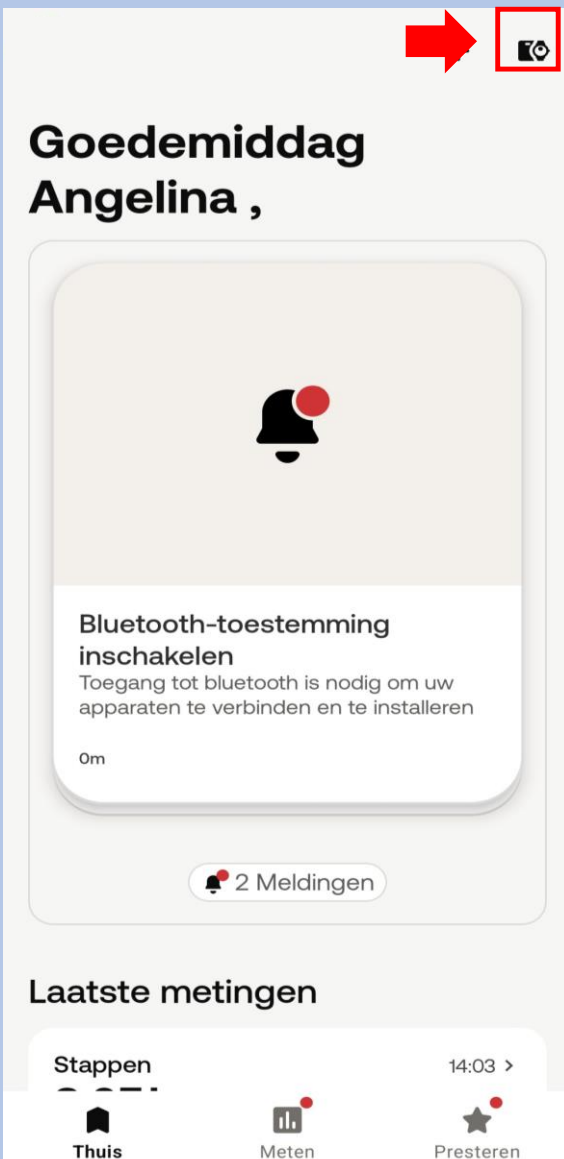 Goedemiddag
Angelina ,
Bluetooth-toestemming
inschakelen
Toegang tot bluetooth is nodig om uw
apparaten te verbinden en te installeren
0m
2 Meldingen
Laatste metingen
Stappen 14:03 >
Thuis Meten Presteren